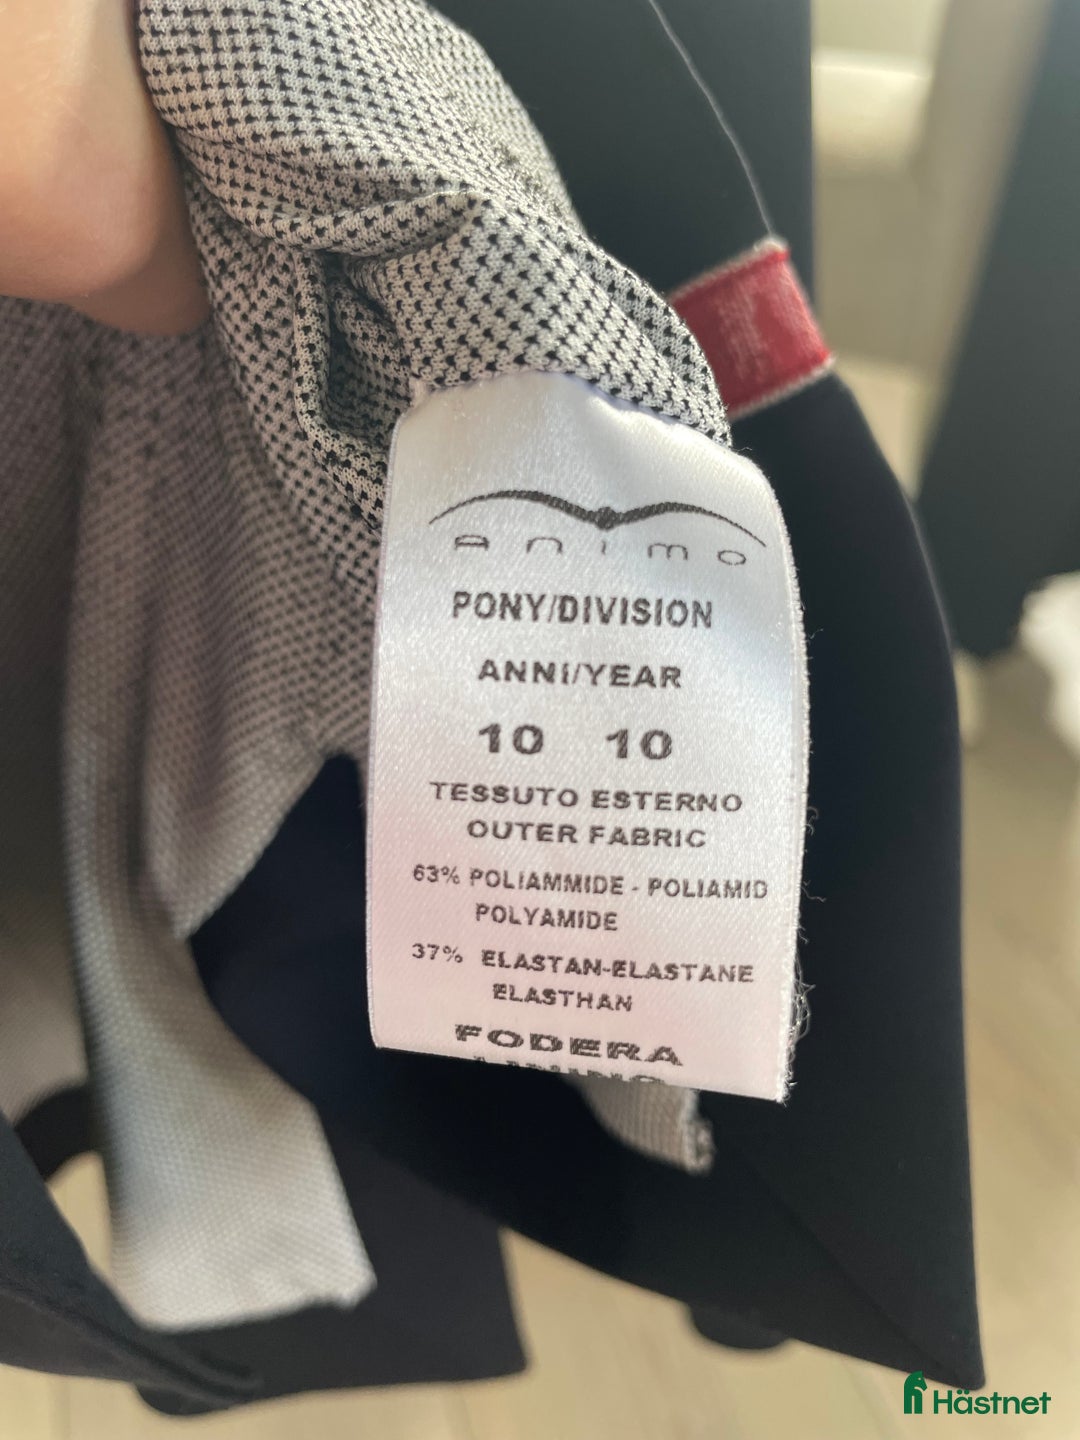 Animo
PONY/DIVISION
ANNI/YEAR
10 10
TESSUTO ESTERNO
OUTER FABRIC
63% POLIAMMIDE - POLIAMID
POLYAMIDE
37% ELASTAN-ELASTANE
ELASTHAN
FODERA
Hästnet